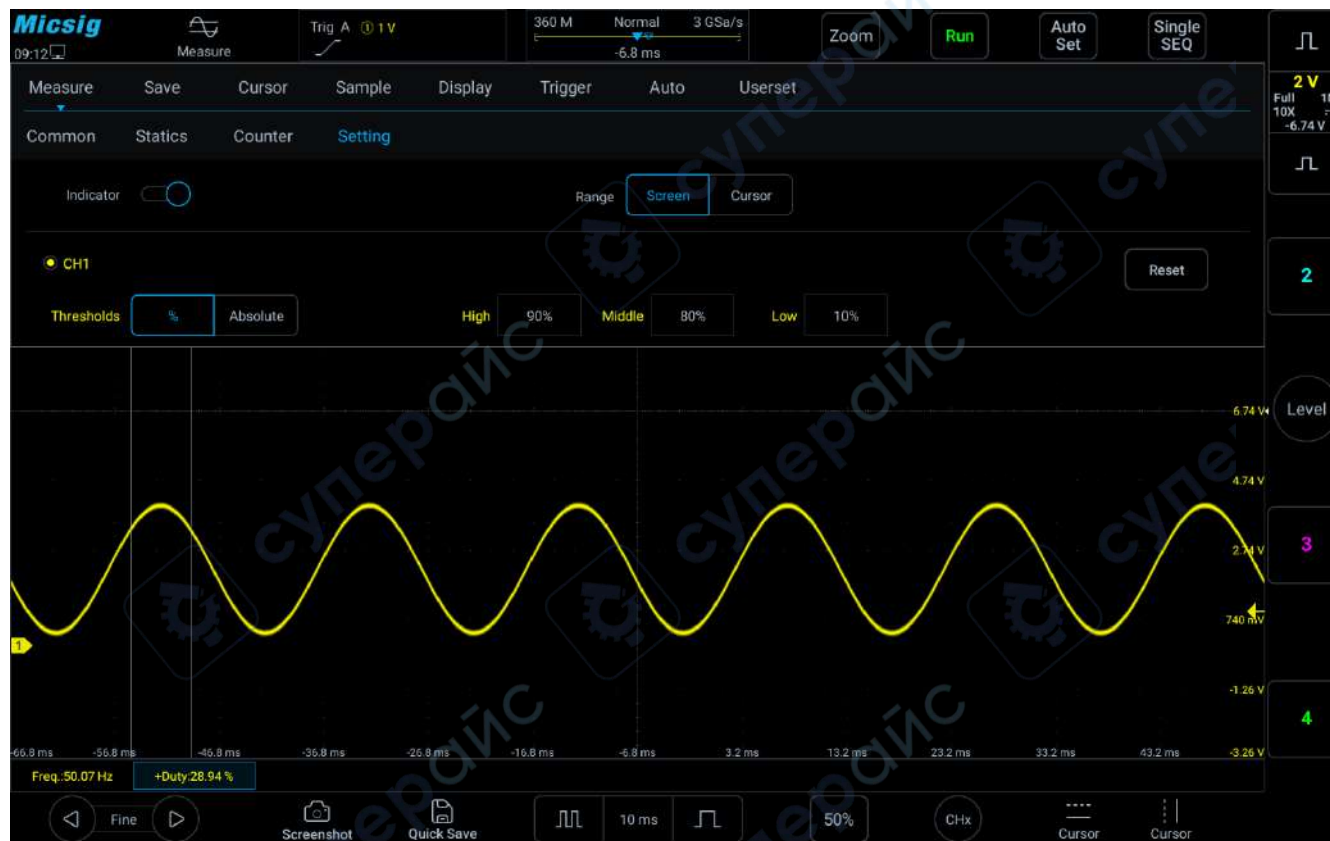 Micsig
09:12
Measure
Trig A ① 1 V
360 M Normal 3 GSa/s
-6.8 ms
Zoom
Run
Auto
Set
Single
SEQ
Measure Save Cursor Sample Display Trigger Auto Userset
Common Statics Counter Setting
Indicator
Range Screen Cursor
CH1
Reset
Thresholds % Absolute High 90% Middle 80% Low 10%
2 V
Full
10X
-6.74 V
2
Level
3
4
6.74 V
4.74 V
2.74 V
740 mV
-1.26 V
-3.26 V
1
-66.8 ms -56.8 ms -46.8 ms -36.8 ms -26.8 ms -16.8 ms -6.8 ms 3.2 ms 13.2 ms 23.2 ms 33.2 ms 43.2 ms
Freq.:50.07 Hz +Duty:28.94 %
Fine
Screenshot
Quick Save
10 ms
50%
CHx
Cursor
Cursor
суперайс
суперайс
суперайс
суперайс